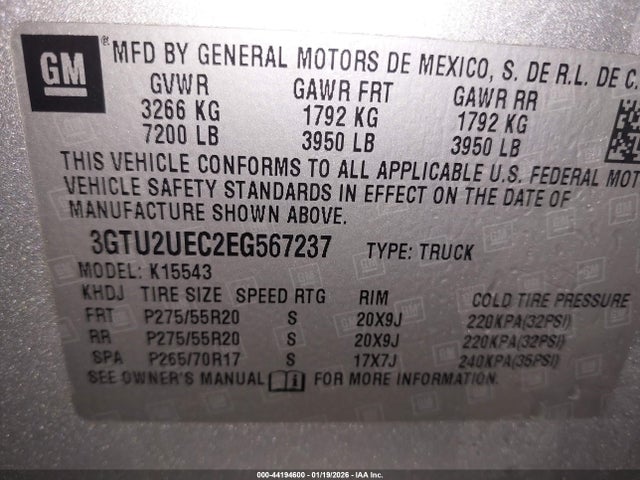 GM ® MFD BY GENERAL MOTORS DE MEXICO, S. DE R.L. DE C.
GVWR GAWR FRT GAWR RR
3266 KG 1792 KG 1792 KG
7200 LB 3950 LB 3950 LB
THIS VEHICLE CONFORMS TO ALL APPLICABLE U.S. FEDERAL MOT
VEHICLE SAFETY STANDARDS IN EFFECT ON THE DATE OF
MANUFACTURE SHOWN ABOVE.
3GTU2UEC2EG567237 TYPE: TRUCK
MODEL: K15543
KHDJ TIRE SIZE SPEED RTG RIM COLD TIRE PRESSURE
FRT P275/55R20 S 20X9J 220KPA(32PSI)
RR P275/55R20 S 20X9J 220KPA(32PSI)
SPA P265/70R17 S 17X7J 240KPA(35PSI)
SEE OWNER'S MANUAL FOR MORE INFORMATION.
000-44194600 - 01/19/2026 - IAA Inc.